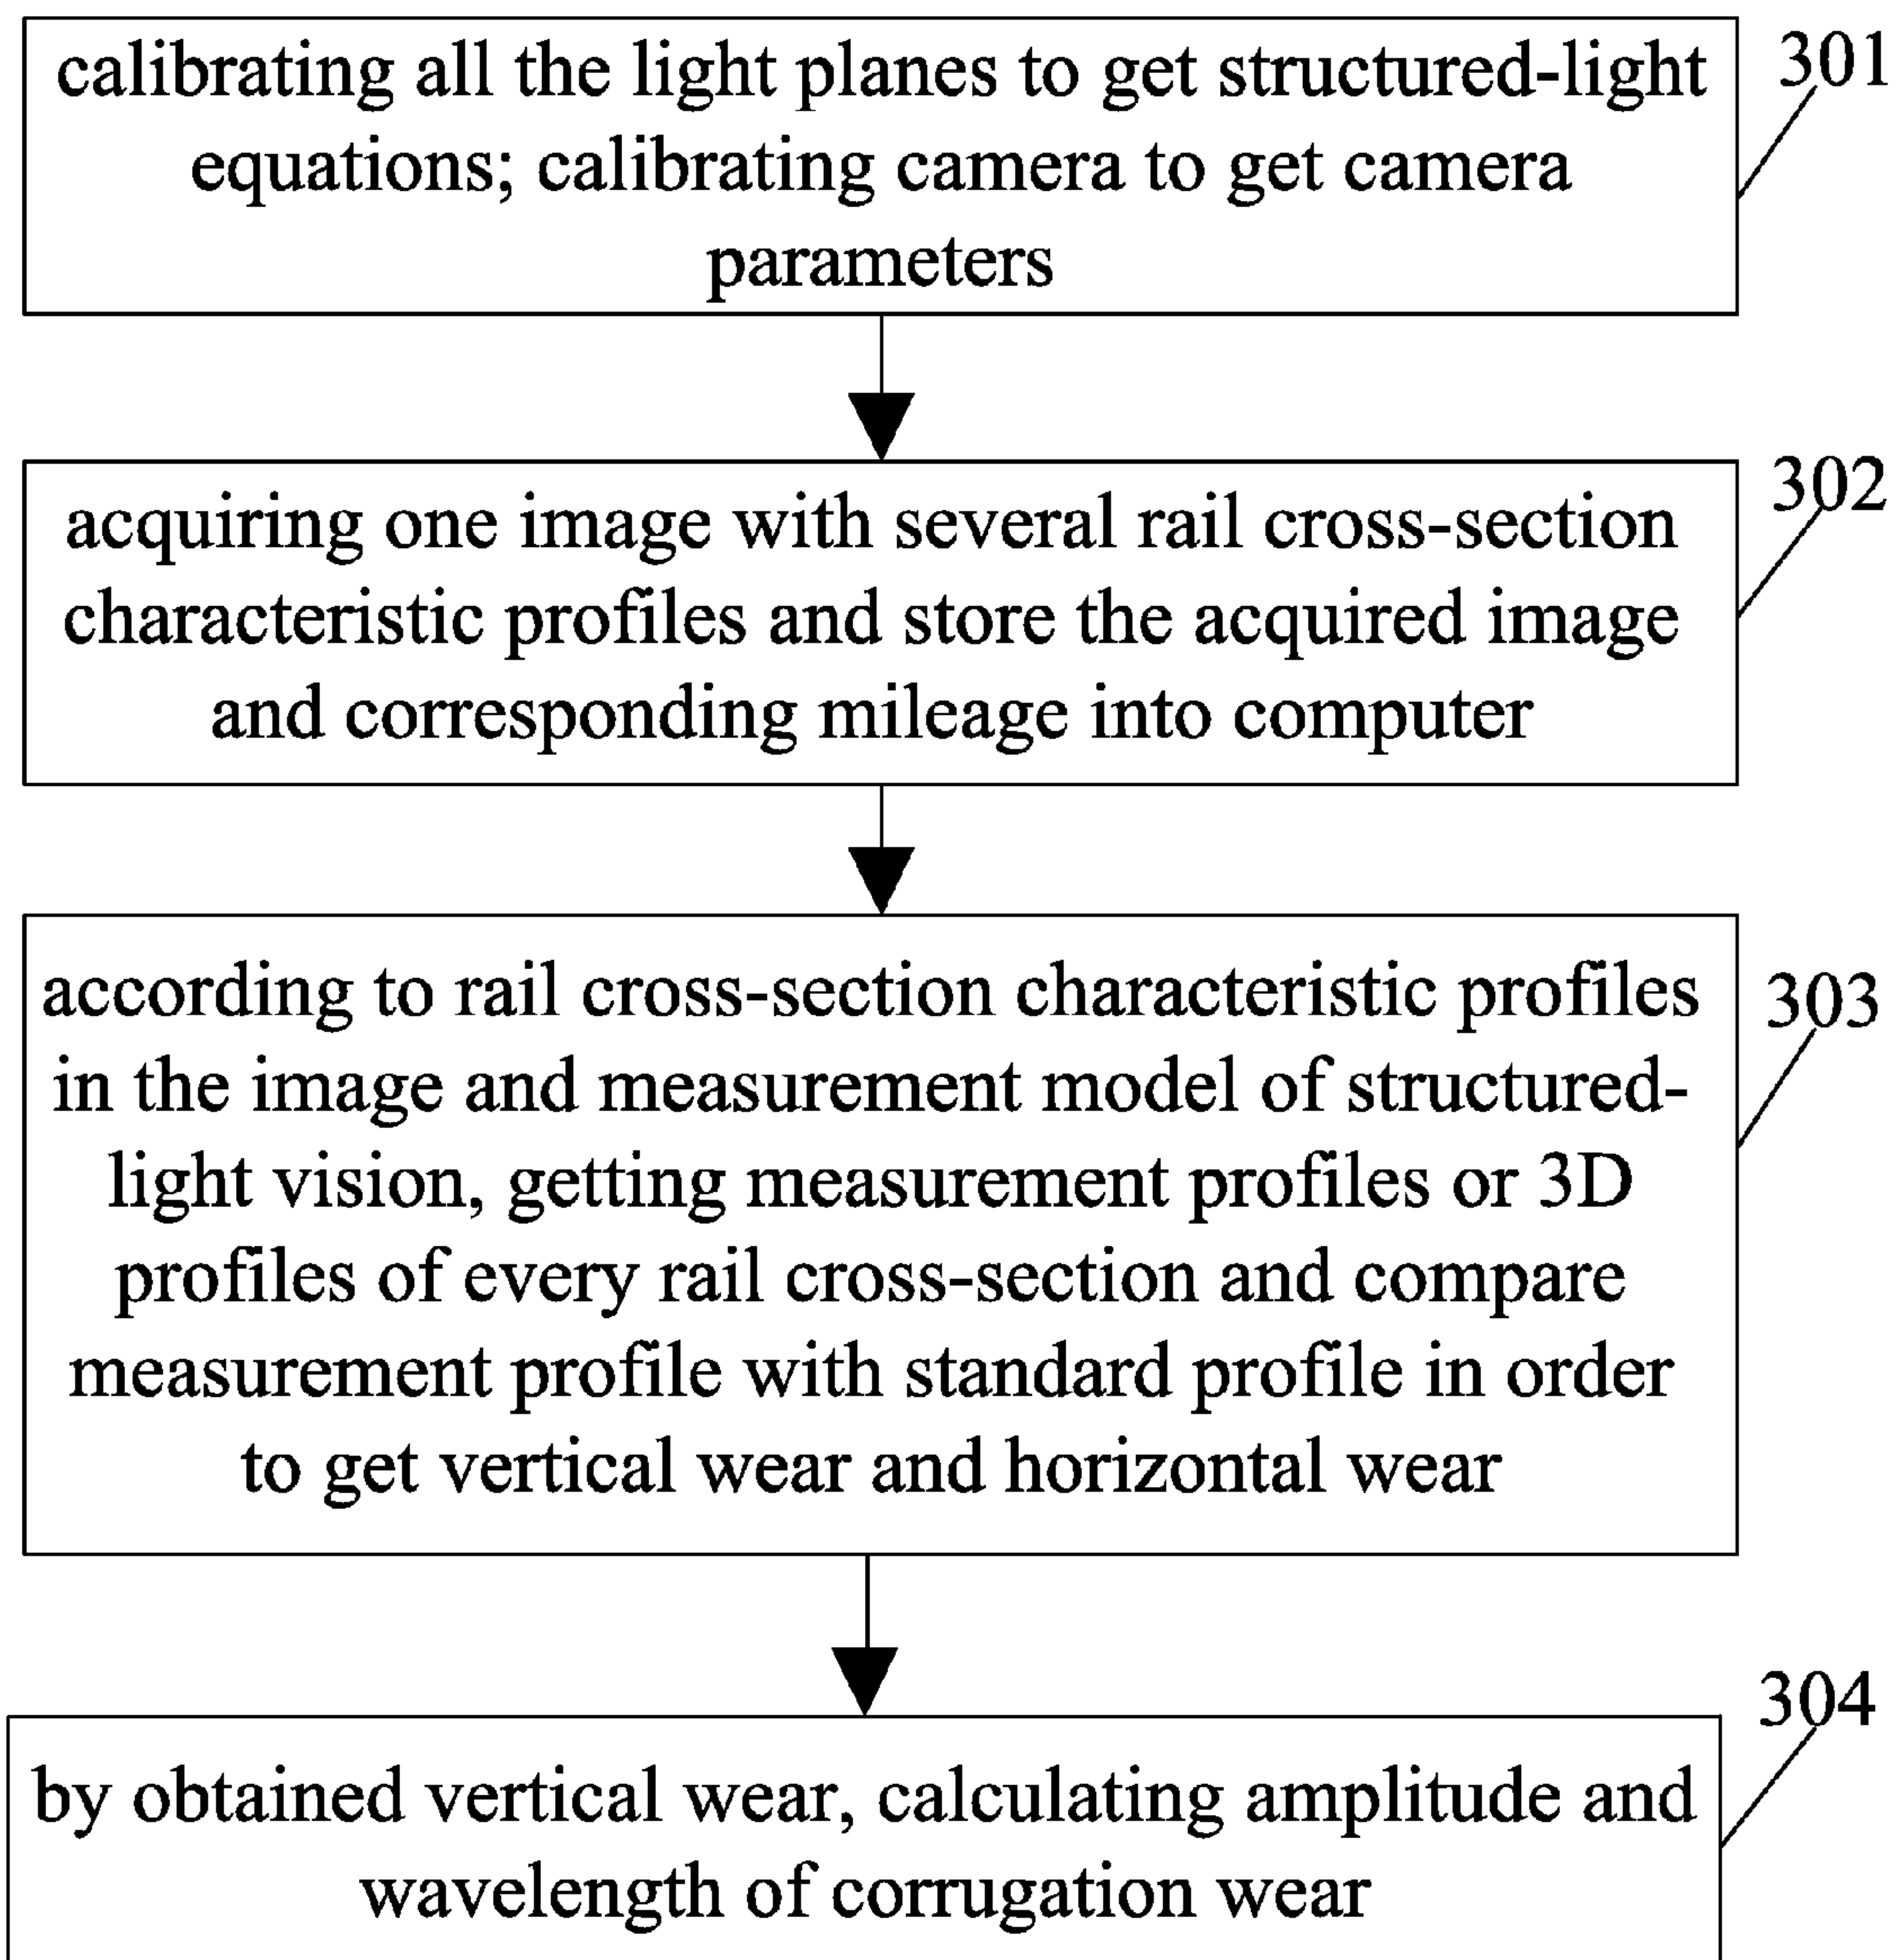 calibrating all the light planes to get structured-light
equations; calibrating camera to get camera
parameters
301
acquiring one image with several rail cross-section
characteristic profiles and store the acquired image
and corresponding mileage into computer
302
according to rail cross-section characteristic profiles
in the image and measurement model of structured-
light vision, getting measurement profiles or 3D
profiles of every rail cross-section and compare
measurement profile with standard profile in order
to get vertical wear and horizontal wear
303
by obtained vertical wear, calculating amplitude and
wavelength of corrugation wear
304